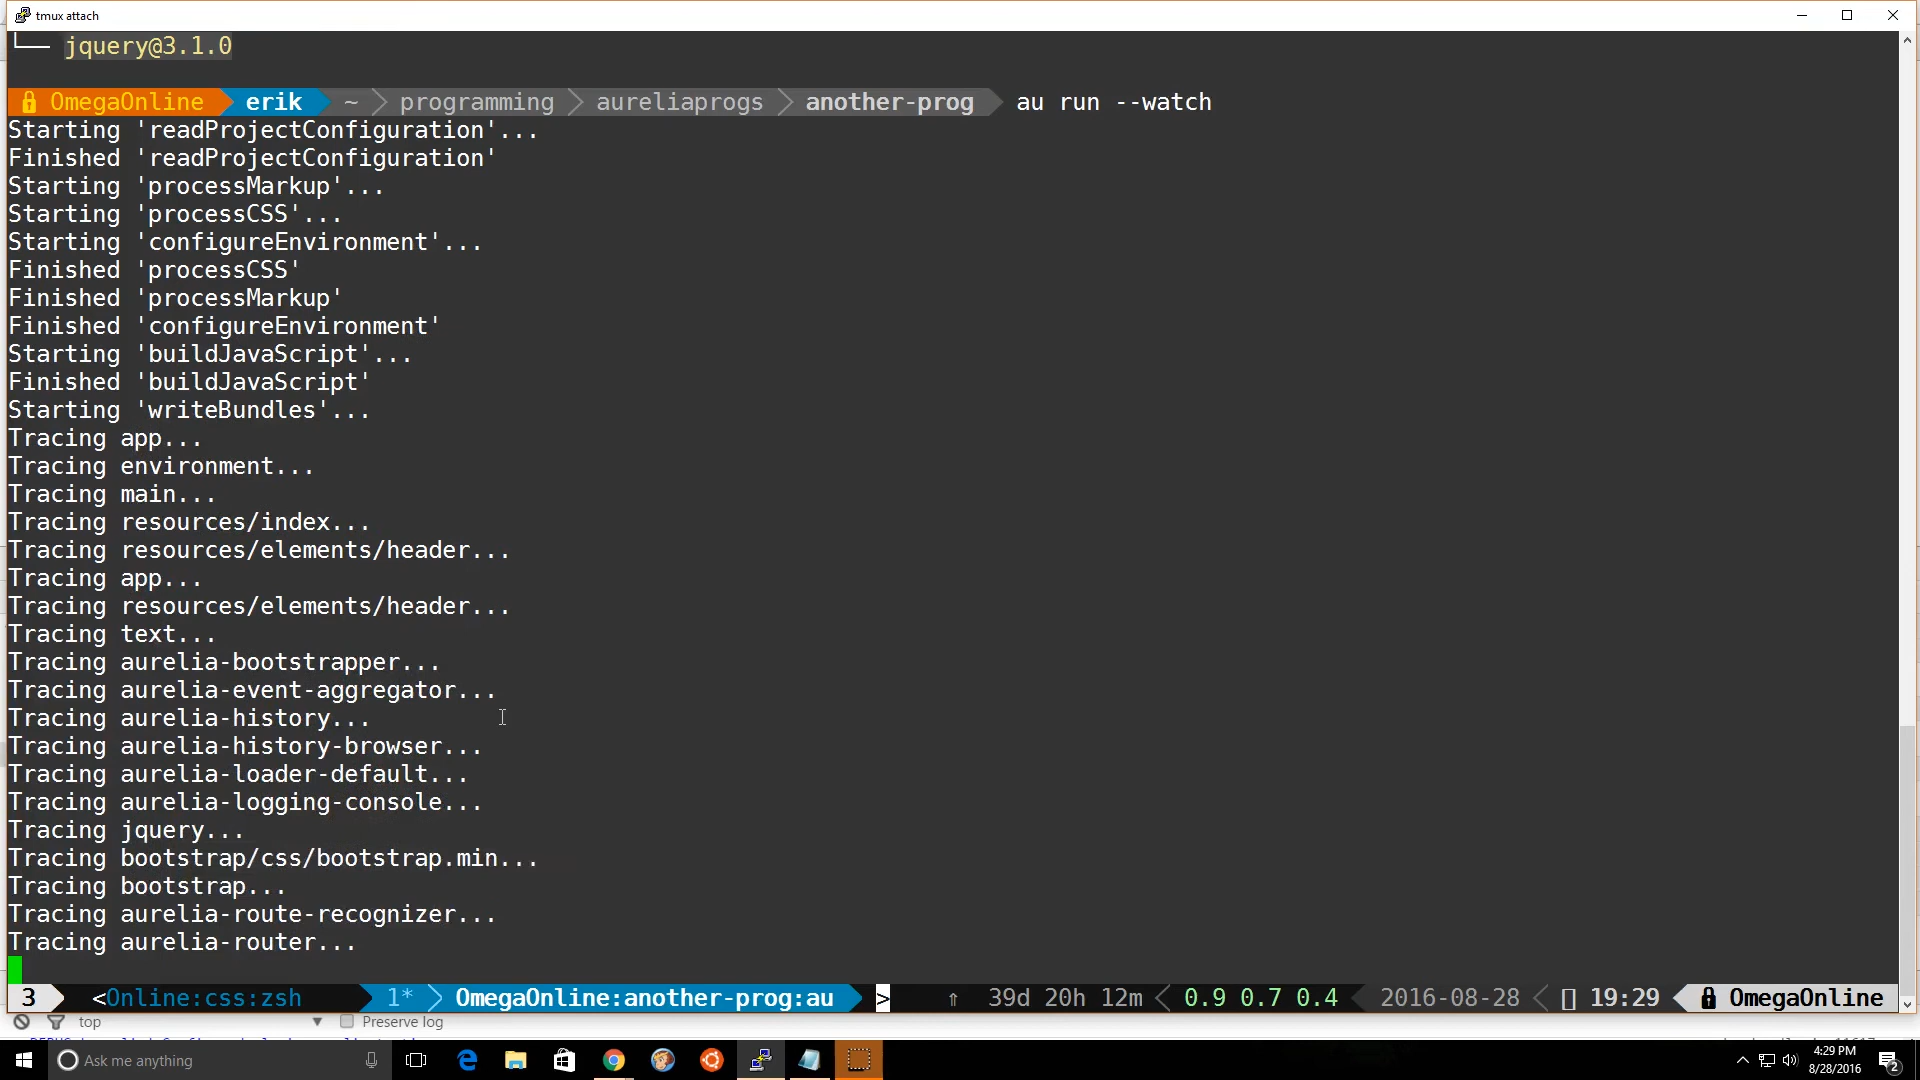 tmux attach
└── jquery@3.1.0
OmegaOnline erik ~ programming aureliaprogs another-prog au run --watch
Starting 'readProjectConfiguration'...
Finished 'readProjectConfiguration'
Starting 'processMarkup'...
Starting 'processCSS'...
Starting 'configureEnvironment'...
Finished 'processCSS'
Finished 'processMarkup'
Finished 'configureEnvironment'
Starting 'buildJavaScript'...
Finished 'buildJavaScript'
Starting 'writeBundles'...
Tracing app...
Tracing environment...
Tracing main...
Tracing resources/index...
Tracing resources/elements/header...
Tracing app...
Tracing resources/elements/header...
Tracing text...
Tracing aurelia-bootstrapper...
Tracing aurelia-event-aggregator...
Tracing aurelia-history...
Tracing aurelia-history-browser...
Tracing aurelia-loader-default...
Tracing aurelia-logging-console...
Tracing jquery...
Tracing bootstrap/css/bootstrap.min...
Tracing bootstrap...
Tracing aurelia-route-recognizer...
Tracing aurelia-router...
3 <Online:css:zsh 1* OmegaOnline:another-prog:au > ⇑ 39d 20h 12m 0.9 0.7 0.4 2016-08-28 [] 19:29 OmegaOnline
top ▼ Preserve log
Ask me anything
4:29 PM
8/28/2016
2